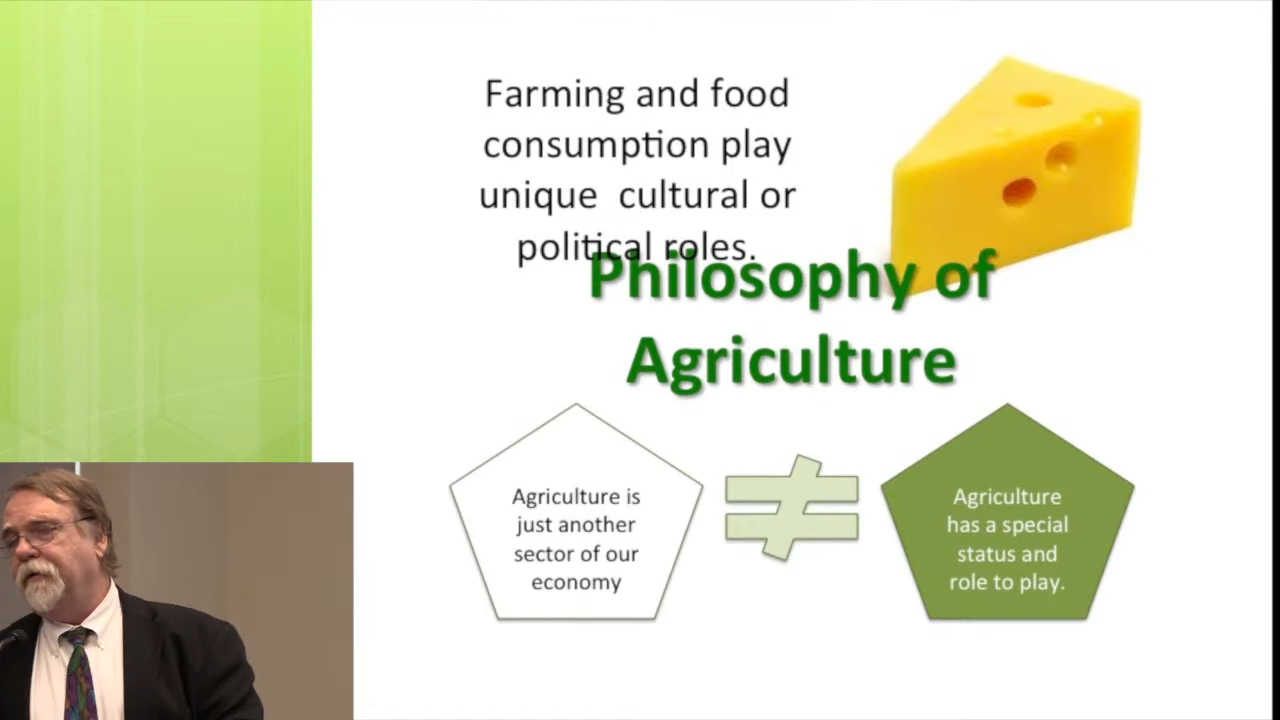 Farming and food
consumption play
unique cultural or
political roles.
Philosophy of
Agriculture
Agriculture is
just another
sector of our
economy
Agriculture
has a special
status and
role to play.